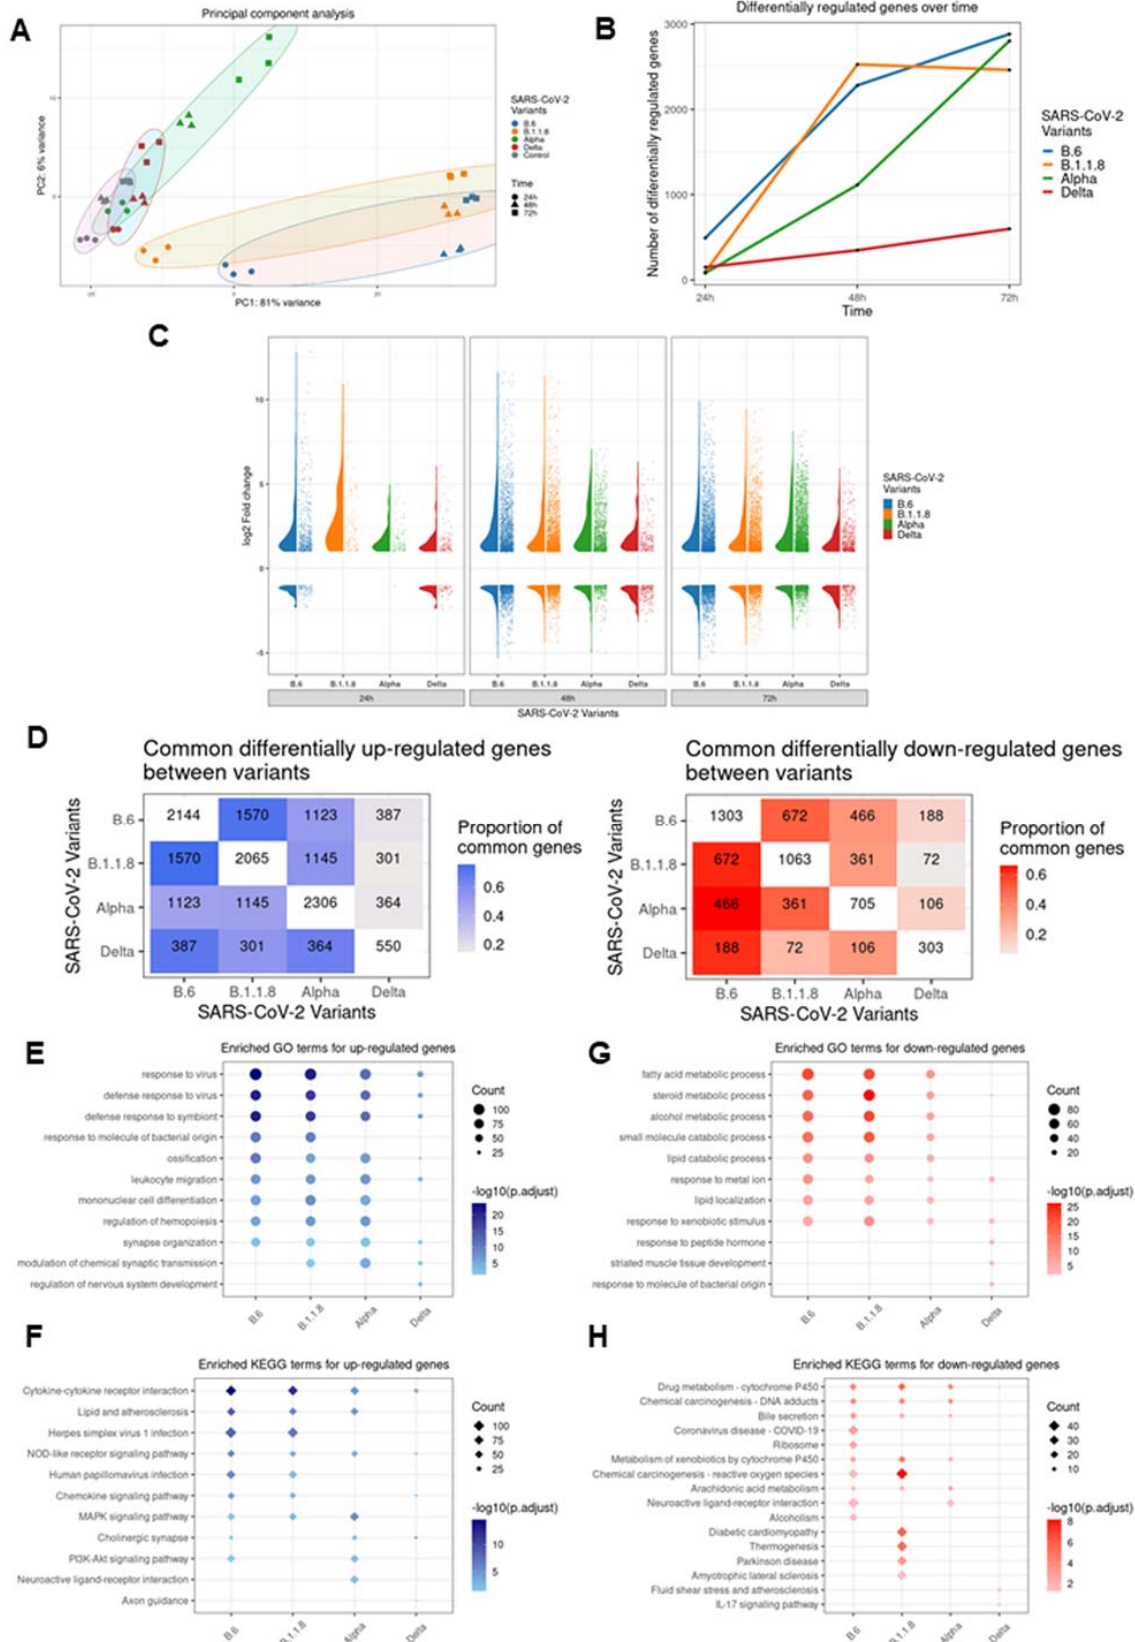 A
Principal component analysis
PC2: 6% variance
PC1: 81% variance
SARS-CoV-2
Variants
B.6
B.1.1.8
Alpha
Delta
Control
Time
24h
48h
72h
B
Differentially regulated genes over time
Number of dfiferentially regulated genes
3000
2000
1000
0
24h 48h 72h
Time
SARS-CoV-2
Variants
B.6
B.1.1.8
Alpha
Delta
C
log2 Fold change
10
5
0
-5
B.6 B.1.1.8 Alpha Delta B.6 B.1.1.8 Alpha Delta B.6 B.1.1.8 Alpha Delta
24h 48h 72h
SARS-CoV-2 Variants
SARS-CoV-2
Variants
B.6
B.1.1.8
Alpha
Delta
D
Common differentially up-regulated genes
between variants
SARS-CoV-2 Variants
B.6 2144 1570 1123 387
B.1.1.8 1570 2065 1145 301
Alpha 1123 1145 2306 364
Delta 387 301 364 550
B.6 B.1.1.8 Alpha Delta
SARS-CoV-2 Variants
Proportion of
common genes
0.6
0.4
0.2
Common differentially down-regulated genes
between variants
SARS-CoV-2 Variants
B.6 1303 672 466 188
B.1.1.8 672 1063 361 72
Alpha 466 361 705 106
Delta 188 72 106 303
B.6 B.1.1.8 Alpha Delta
SARS-CoV-2 Variants
Proportion of
common genes
0.6
0.4
0.2
E
Enriched GO terms for up-regulated genes
response to virus
defense response to virus
defense response to symbiont
response to molecule of bacterial origin
ossification
leukocyte migration
mononuclear cell differentiation
regulation of hemopoiesis
synapse organization
modulation of chemical synaptic transmission
regulation of nervous system development
B.6 B.1.1.8 Alpha Delta
Count
100
75
50
25
-log10(p.adjust)
20
15
10
5
G
Enriched GO terms for down-regulated genes
fatty acid metabolic process
steroid metabolic process
alcohol metabolic process
small molecule catabolic process
lipid catabolic process
response to metal ion
lipid localization
response to xenobiotic stimulus
response to peptide hormone
striated muscle tissue development
response to molecule of bacterial origin
B.6 B.1.1.8 Alpha Delta
Count
80
60
40
20
-log10(p.adjust)
25
20
15
10
5
F
Enriched KEGG terms for up-regulated genes
Cytokine-cytokine receptor interaction
Lipid and atherosclerosis
Herpes simplex virus 1 infection
NOD-like receptor signaling pathway
Human papillomavirus infection
Chemokine signaling pathway
MAPK signaling pathway
Cholinergic synapse
PI3K-Akt signaling pathway
Neuroactive ligand-receptor interaction
Axon guidance
B.6 B.1.1.8 Alpha Delta
Count
100
75
50
25
-log10(p.adjust)
10
5
H
Enriched KEGG terms for down-regulated genes
Drug metabolism - cytochrome P450
Chemical carcinogenesis - DNA adducts
Bile secretion
Coronavirus disease - COVID-19
Ribosome
Metabolism of xenobiotics by cytochrome P450
Chemical carcinogenesis - reactive oxygen species
Arachidonic acid metabolism
Neuroactive ligand-receptor interaction
Alcoholism
Diabetic cardiomyopathy
Thermogenesis
Parkinson disease
Amyotrophic lateral sclerosis
Fluid shear stress and atherosclerosis
IL-17 signaling pathway
B.6 B.1.1.8 Alpha Delta
Count
40
30
20
10
-log10(p.adjust)
8
6
4
2